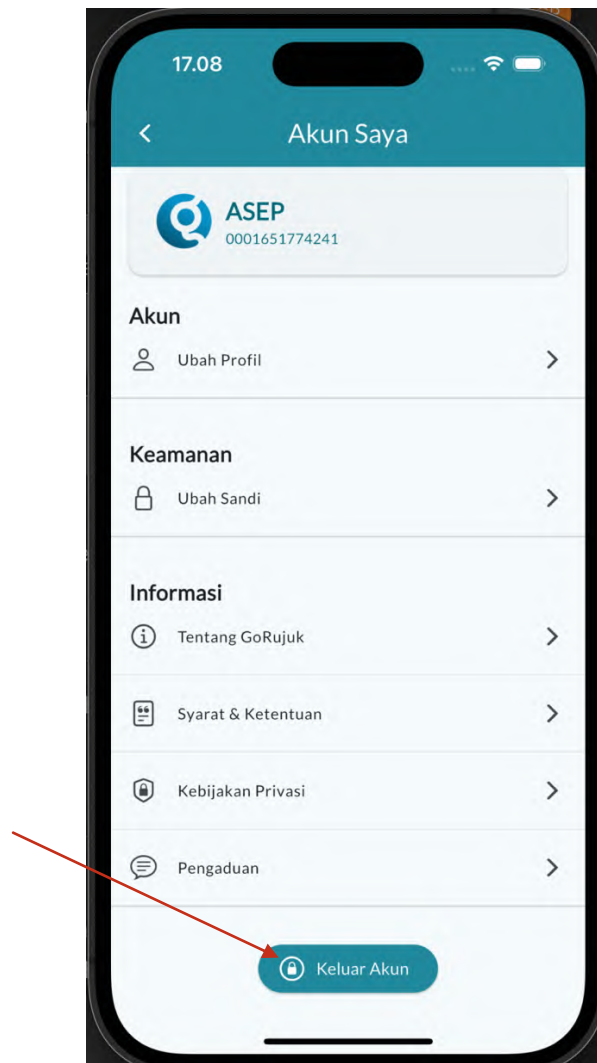 17.08
Akun Saya
ASEP
0001651774241
Akun
Ubah Profil
Keamanan
Ubah Sandi
Informasi
Tentang GoRujuk
Syarat & Ketentuan
Kebijakan Privasi
Pengaduan
Keluar Akun